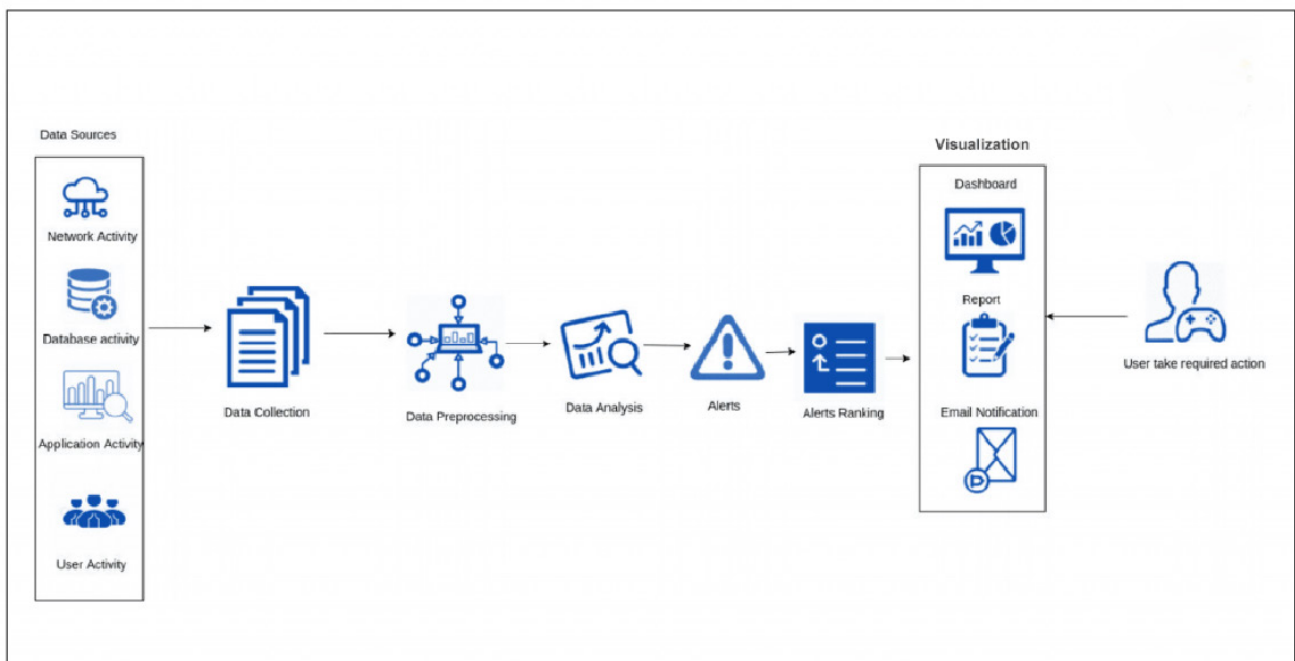 Data Sources
Network Activity
Database activity
Application Activity
User Activity
Data Collection
Data Preprocessing
Data Analysis
Alerts
Alerts Ranking
Visualization
Dashboard
Report
Email Notification
User take required action